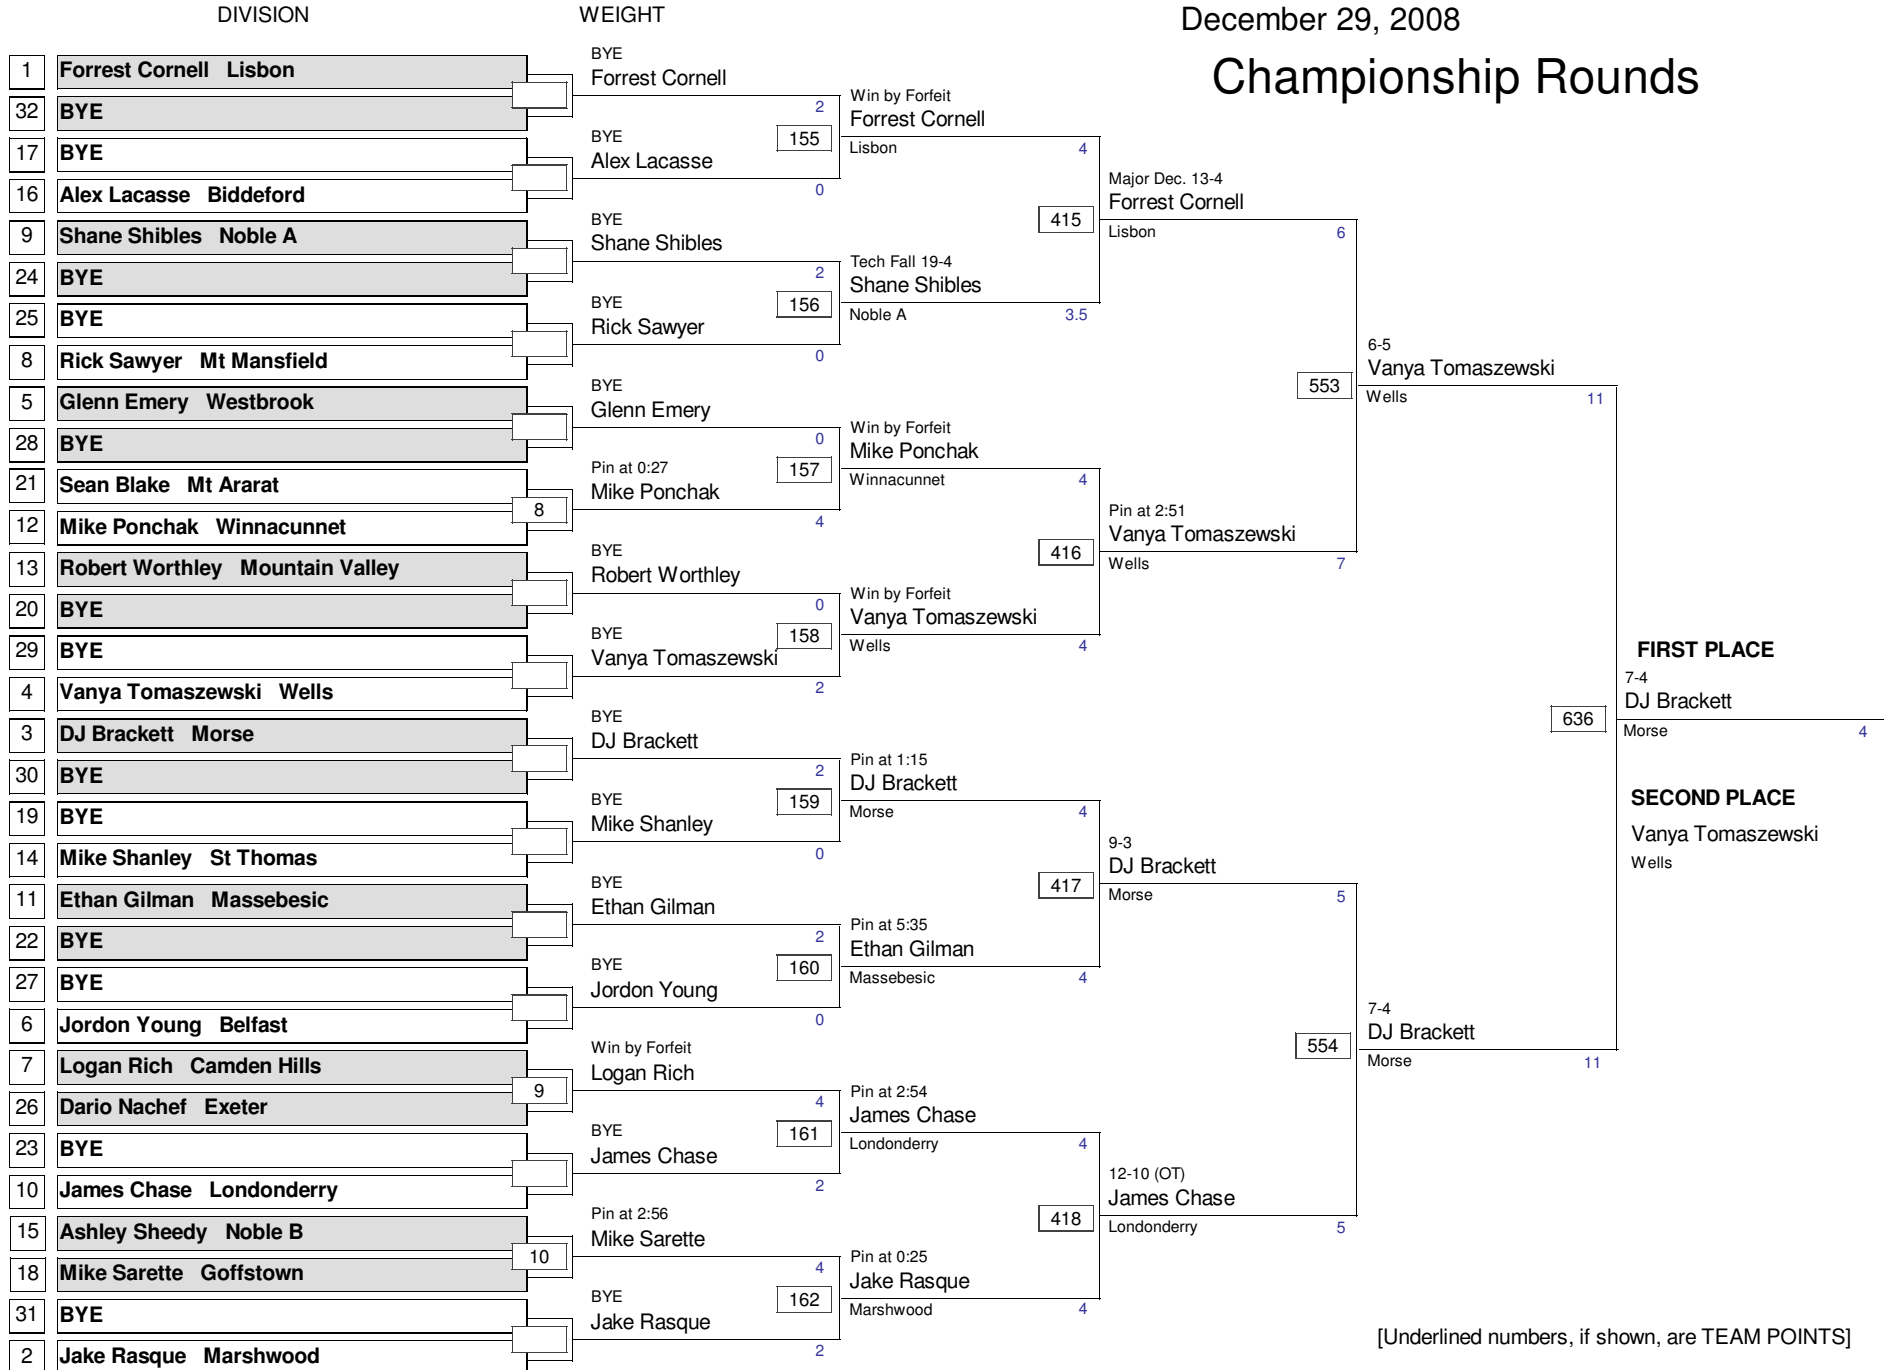 DIVISION
WEIGHT
December 29, 2008
Championship Rounds
1 Forrest Cornell Lisbon
32 BYE
17 BYE
16 Alex Lacasse Biddeford
9 Shane Shibles Noble A
24 BYE
25 BYE
8 Rick Sawyer Mt Mansfield
5 Glenn Emery Westbrook
28 BYE
21 Sean Blake Mt Ararat
12 Mike Ponchak Winnacunnet
13 Robert Worthley Mountain Valley
20 BYE
29 BYE
4 Vanya Tomaszewski Wells
3 DJ Brackett Morse
30 BYE
19 BYE
14 Mike Shanley St Thomas
11 Ethan Gilman Massebesic
22 BYE
27 BYE
6 Jordon Young Belfast
7 Logan Rich Camden Hills
26 Dario Nachef Exeter
23 BYE
10 James Chase Londonderry
15 Ashley Sheedy Noble B
18 Mike Sarette Goffstown
31 BYE
2 Jake Rasque Marshwood
8
9
10
BYE
Forrest Cornell
2
155
BYE
Alex Lacasse
0
BYE
Shane Shibles
2
156
BYE
Rick Sawyer
0
BYE
Glenn Emery
0
157
Pin at 0:27
Mike Ponchak
4
BYE
Robert Worthley
0
158
BYE
Vanya Tomaszewski
2
BYE
DJ Brackett
2
159
BYE
Mike Shanley
0
BYE
Ethan Gilman
2
160
BYE
Jordon Young
0
Win by Forfeit
Logan Rich
4
161
BYE
James Chase
2
Pin at 2:56
Mike Sarette
4
162
BYE
Jake Rasque
2
Win by Forfeit
Forrest Cornell
Lisbon 4
415
Tech Fall 19-4
Shane Shibles
Noble A 3.5
Win by Forfeit
Mike Ponchak
Winnacunnet 4
416
Win by Forfeit
Vanya Tomaszewski
Wells 4
Pin at 1:15
DJ Brackett
Morse 4
417
Pin at 5:35
Ethan Gilman
Massebesic 4
Pin at 2:54
James Chase
Londonderry 4
418
Pin at 0:25
Jake Rasque
Marshwood 4
Major Dec. 13-4
Forrest Cornell
Lisbon 6
553
Pin at 2:51
Vanya Tomaszewski
Wells 7
9-3
DJ Brackett
Morse 5
554
12-10 (OT)
James Chase
Londonderry 5
6-5
Vanya Tomaszewski
Wells 11
636
7-4
DJ Brackett
Morse 11
FIRST PLACE
7-4
DJ Brackett
Morse 4
SECOND PLACE
Vanya Tomaszewski
Wells
[Underlined numbers, if shown, are TEAM POINTS]